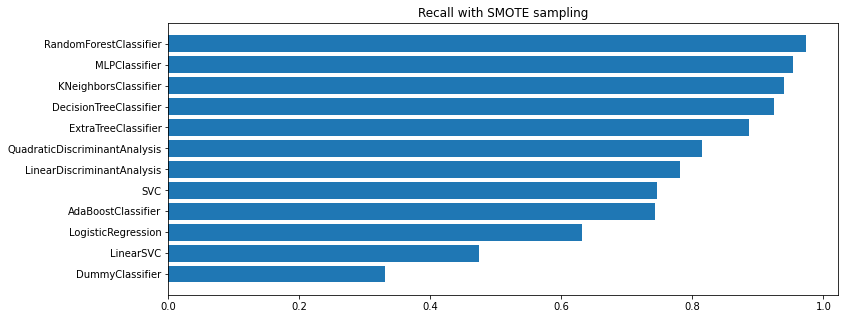 Recall with SMOTE sampling
RandomForestClassifier
MLPClassifier
KNeighborsClassifier
DecisionTreeClassifier
ExtraTreeClassifier
QuadraticDiscriminantAnalysis
LinearDiscriminantAnalysis
SVC
AdaBoostClassifier
LogisticRegression
LinearSVC
DummyClassifier
0.0 0.2 0.4 0.6 0.8 1.0